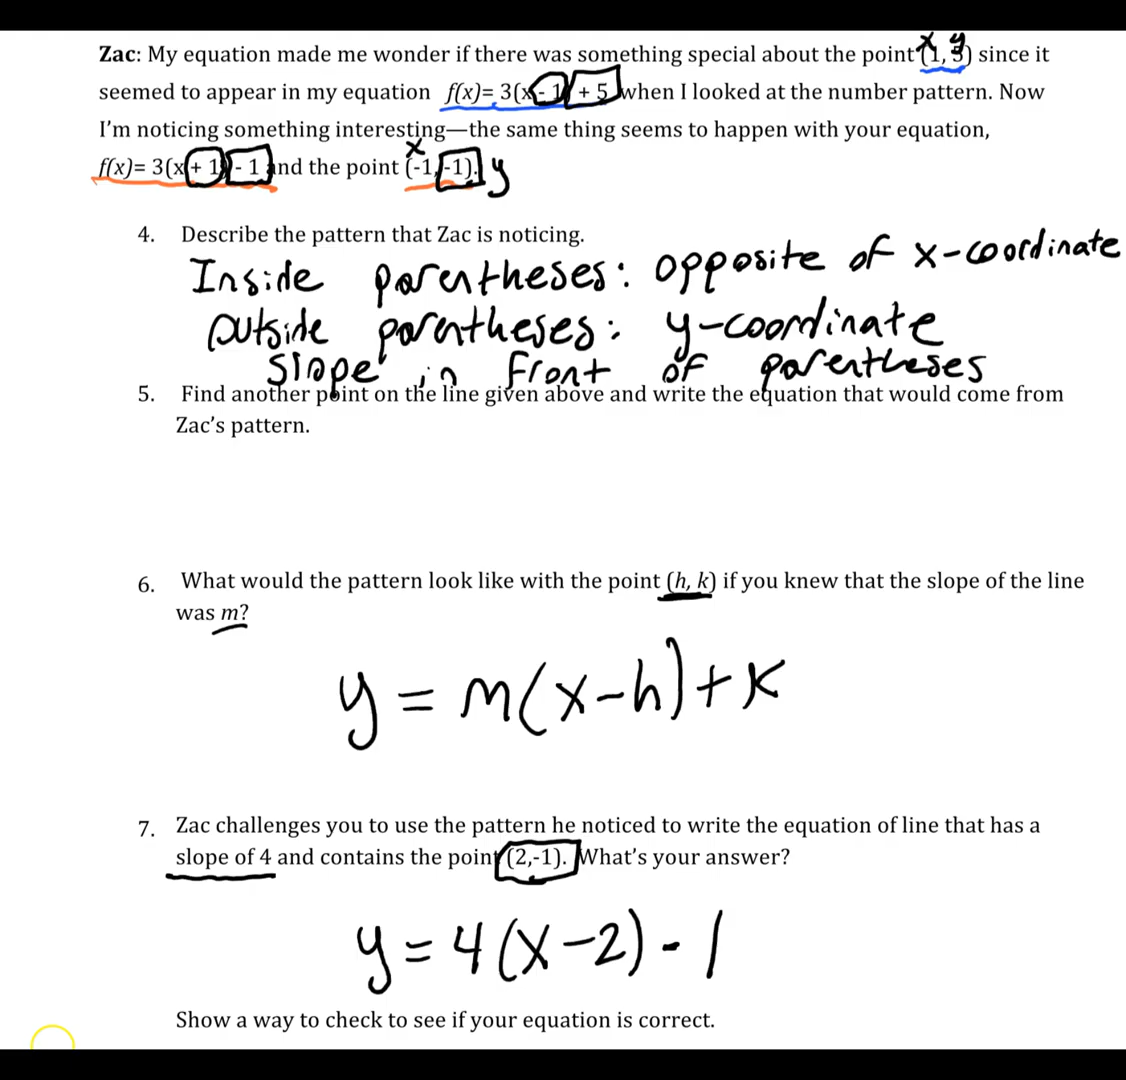 x y
Zac: My equation made me wonder if there was something special about the point (1, 5) since it
seemed to appear in my equation f(x)= 3(x - 1) + 5 when I looked at the number pattern. Now
I'm noticing something interesting—the same thing seems to happen with your equation,
x
f(x)= 3(x + 1) - 1 and the point (-1, -1). y
4. Describe the pattern that Zac is noticing.
Inside parentheses: opposite of x-coordinate
outside parentheses: y-coordinate
slope in front of parentheses
5. Find another point on the line given above and write the equation that would come from
Zac's pattern.
6. What would the pattern look like with the point (h, k) if you knew that the slope of the line
was m?
y = m(x-h)+k
7. Zac challenges you to use the pattern he noticed to write the equation of line that has a
slope of 4 and contains the point (2,-1). What's your answer?
y = 4(x-2) - 1
Show a way to check to see if your equation is correct.